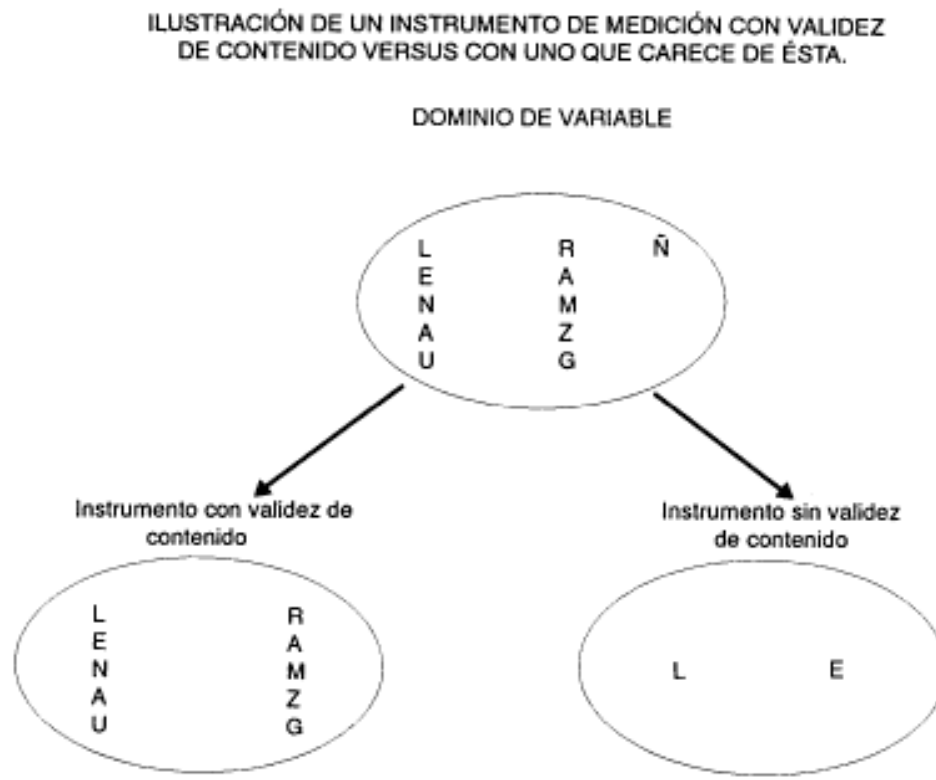 ILUSTRACIÓN DE UN INSTRUMENTO DE MEDICIÓN CON VALIDEZ
DE CONTENIDO VERSUS CON UNO QUE CARECE DE ÉSTA.
DOMINIO DE VARIABLE
L R Ñ
E A
N M
A Z
U G
Instrumento con validez de
contenido
L R
E A
N M
A Z
U G
Instrumento sin validez
de contenido
L E